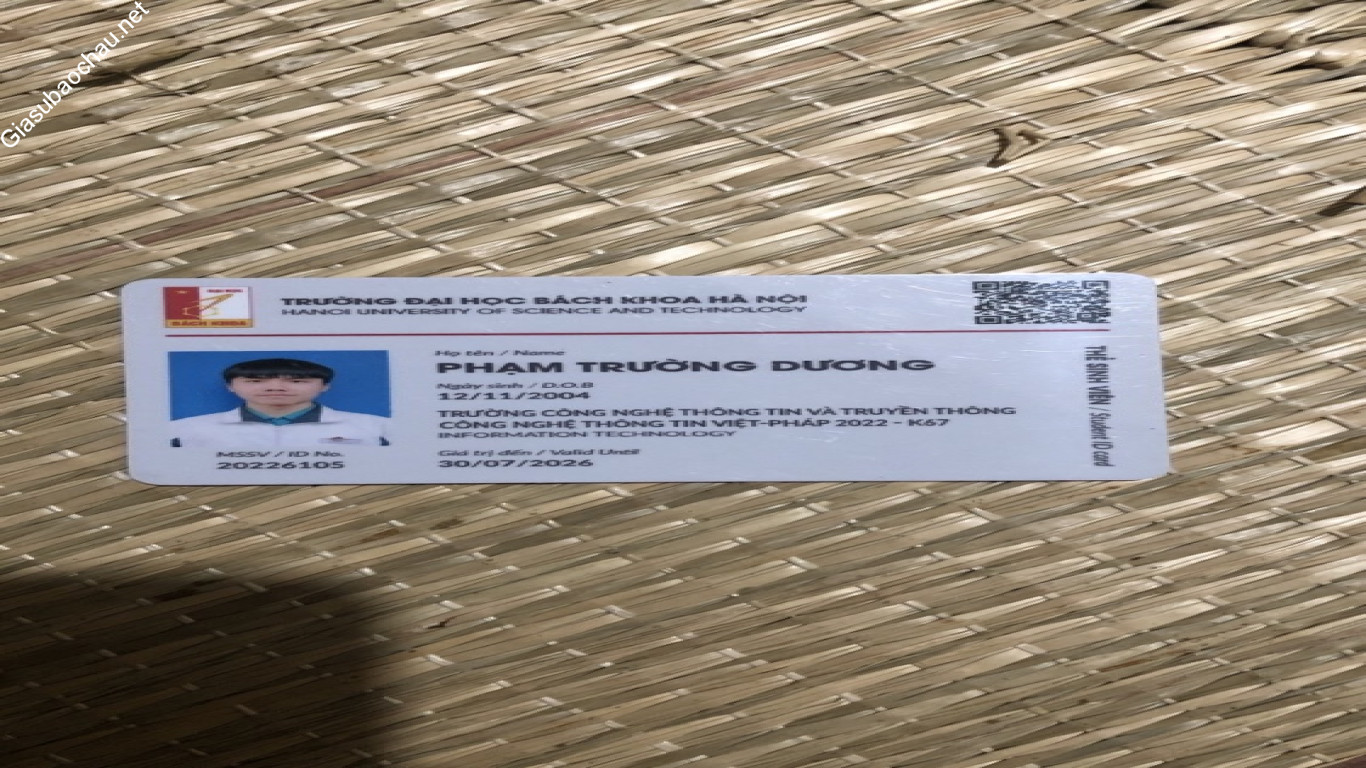 Giasubaochau.net
BÁCH KHOA
TRƯỜNG ĐẠI HỌC BÁCH KHOA HÀ NỘI
HANOI UNIVERSITY OF SCIENCE AND TECHNOLOGY
Họ tên / Name
PHẠM TRƯỜNG DƯƠNG
Ngày sinh / D.O.B
12/11/2004
TRƯỜNG CÔNG NGHỆ THÔNG TIN VÀ TRUYỀN THÔNG
CÔNG NGHỆ THÔNG TIN VIỆT-PHÁP 2022 - K67
INFORMATION TECHNOLOGY
MSSV / ID No.
20226105
Giá trị đến / Valid Until
30/07/2026
THẺ SINH VIÊN / Student ID card